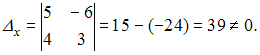 Δₓ = |5 −6| = 15 − (−24) = 39 ≠ 0.
|4 3|